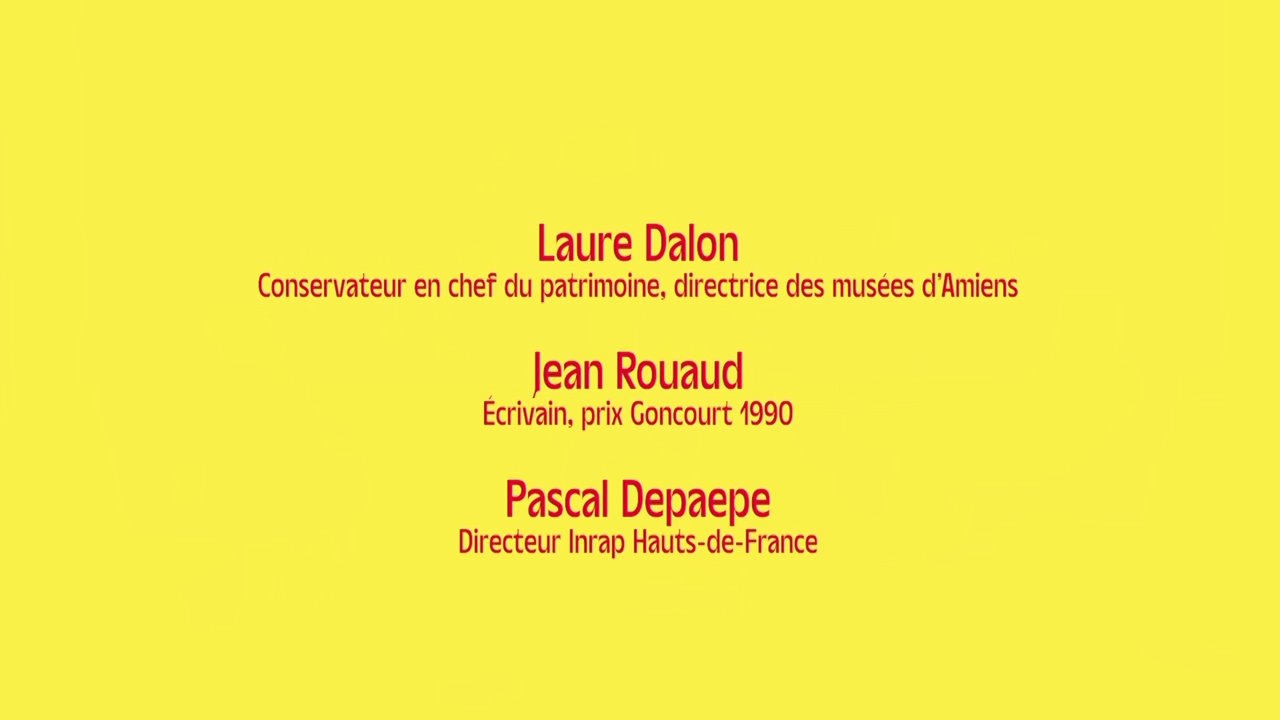 Laure Dalon
Conservateur en chef du patrimoine, directrice des musées d'Amiens
Jean Rouaud
Écrivain, prix Goncourt 1990
Pascal Depaepe
Directeur Inrap Hauts-de-France